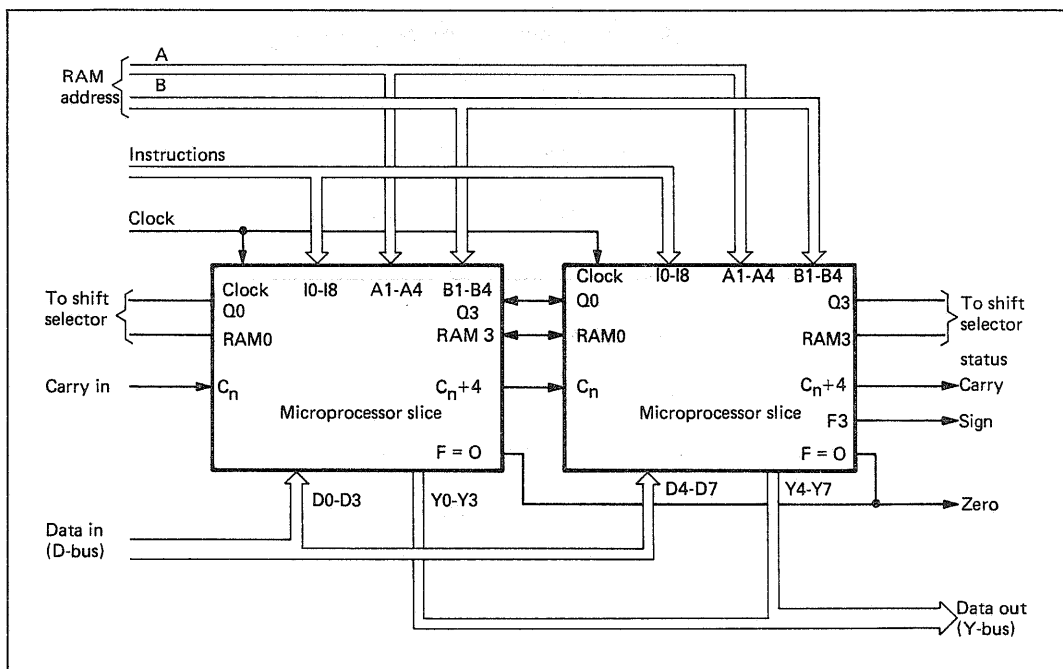 A
RAM
address
B
Instructions
Clock
Clock I0-I8 A1-A4 B1-B4
Q0 Q3
RAM0 RAM 3
Cn Cn+4
Microprocessor slice
F = O
Clock I0-I8 A1-A4 B1-B4
Q0 Q3
RAM0 RAM3
Cn Cn+4
Microprocessor slice
F3
F = O
To shift
selector
Carry in
To shift
selector
status
Carry
Sign
Zero
D0-D3 Y0-Y3
D4-D7 Y4-Y7
Data in
(D-bus)
Data out
(Y-bus)